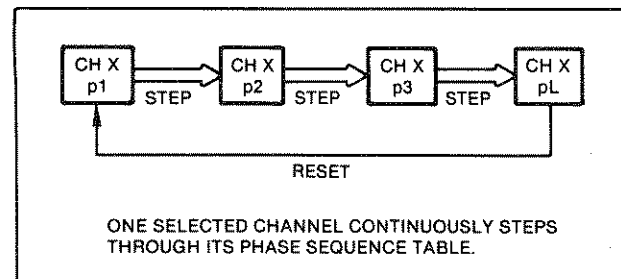 CH X CH X CH X CH X
p1 p2 p3 pL
STEP STEP STEP
RESET
ONE SELECTED CHANNEL CONTINUOUSLY STEPS
THROUGH ITS PHASE SEQUENCE TABLE.